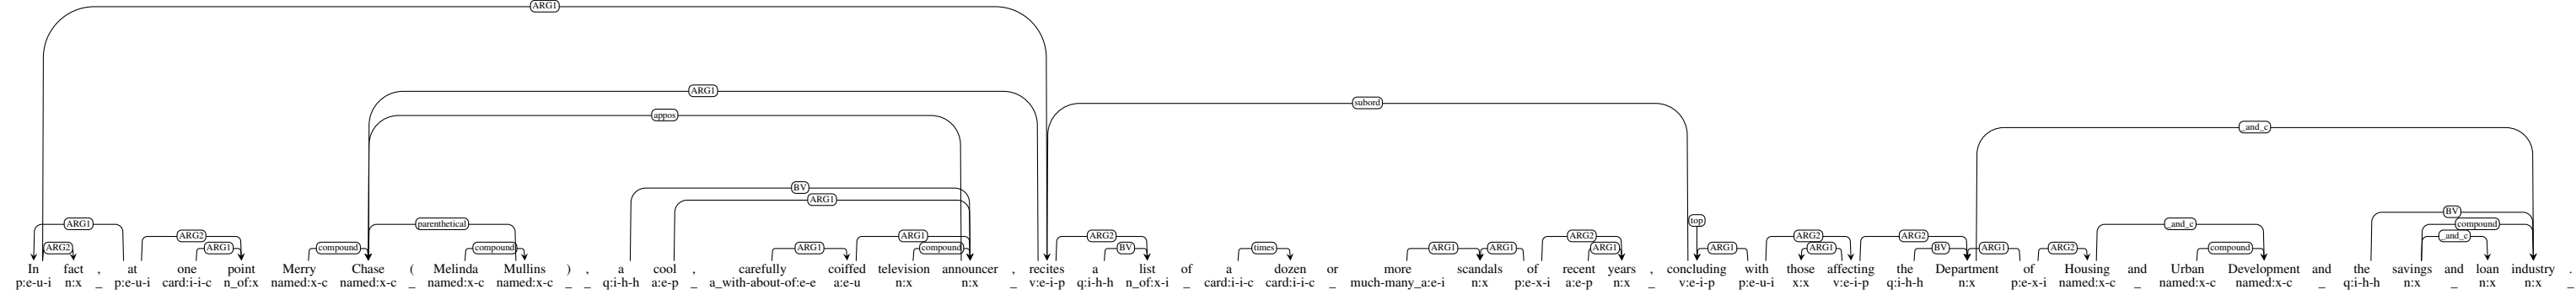 ARG1
ARG1
subord
appos
_and_c
BV
ARG1
BV
ARG1 parenthetical top _and_c compound
ARG2 ARG1 ARG2 ARG2 ARG2 ARG2 _and_c
ARG2 ARG1 compound compound ARG1 compound BV times ARG1 ARG1 ARG1 ARG1 ARG1 BV ARG1 ARG2 compound
In fact , at one point Merry Chase ( Melinda Mullins ) , a cool , carefully coiffed television announcer , recites a list of a dozen or more scandals of recent years , concluding with those affecting the Department of Housing and Urban Development and the savings and loan industry .
p:e-u-i n:x _ p:e-u-i card:i-i-c n_of:x named:x-c named:x-c _ named:x-c named:x-c _ _ q:i-h-h a:e-p _ a_with-about-of:e-e a:e-u n:x n:x _ v:e-i-p q:i-h-h n_of:x-i _ card:i-i-c card:i-i-c _ much-many_a:e-i n:x p:e-x-i a:e-p n:x _ v:e-i-p p:e-u-i x:x v:e-i-p q:i-h-h n:x p:e-x-i named:x-c _ named:x-c named:x-c _ q:i-h-h n:x _ n:x n:x _